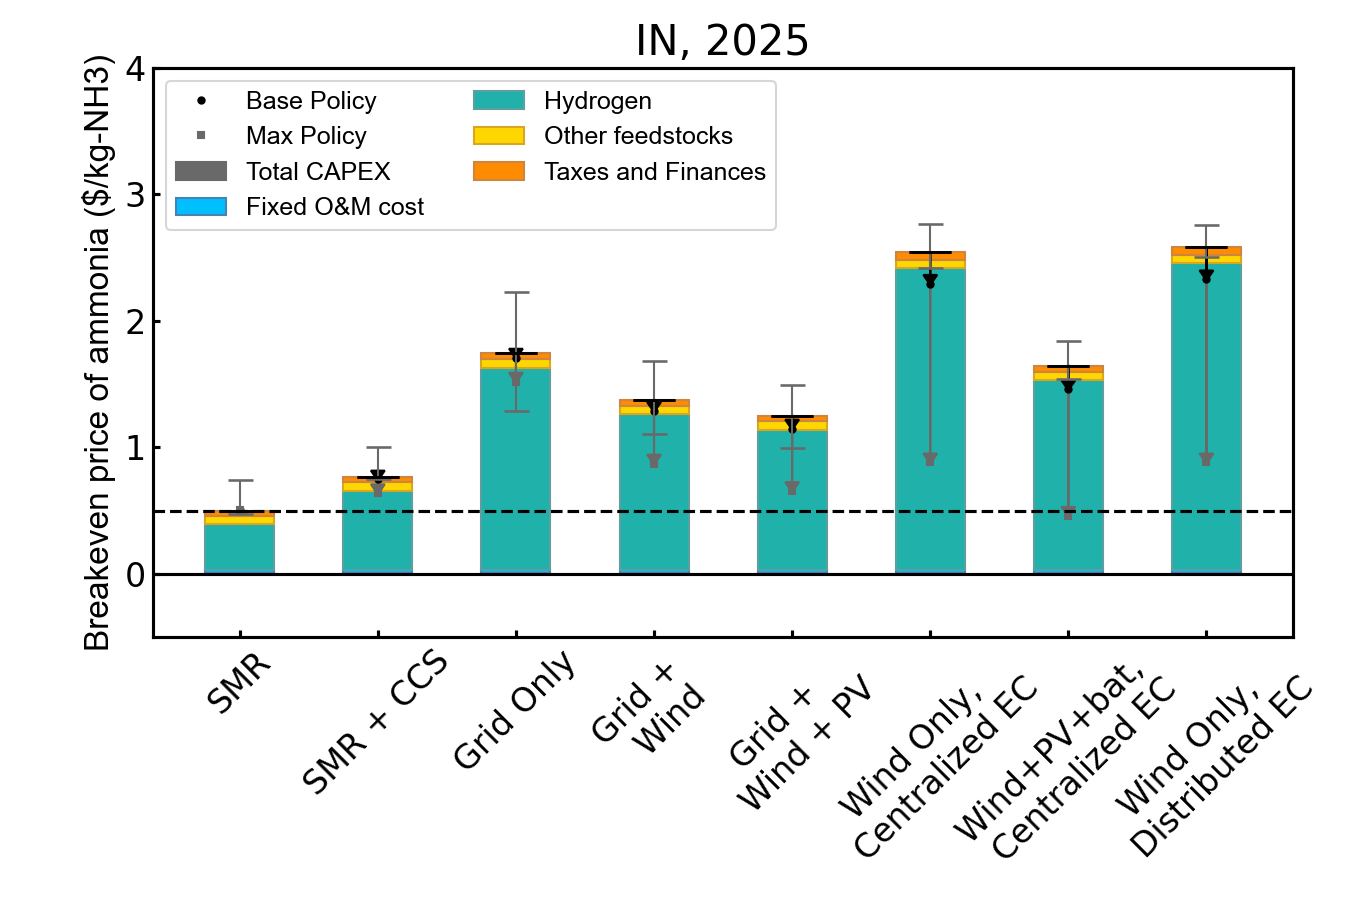 IN, 2025
Breakeven price of ammonia ($/kg-NH3)
4
3
2
1
0
Base Policy
Max Policy
Total CAPEX
Fixed O&M cost
Hydrogen
Other feedstocks
Taxes and Finances
SMR
SMR + CCS
Grid Only
Grid +
Wind
Grid +
Wind + PV
Wind Only,
Centralized EC
Wind+PV+bat,
Centralized EC
Wind Only,
Distributed EC